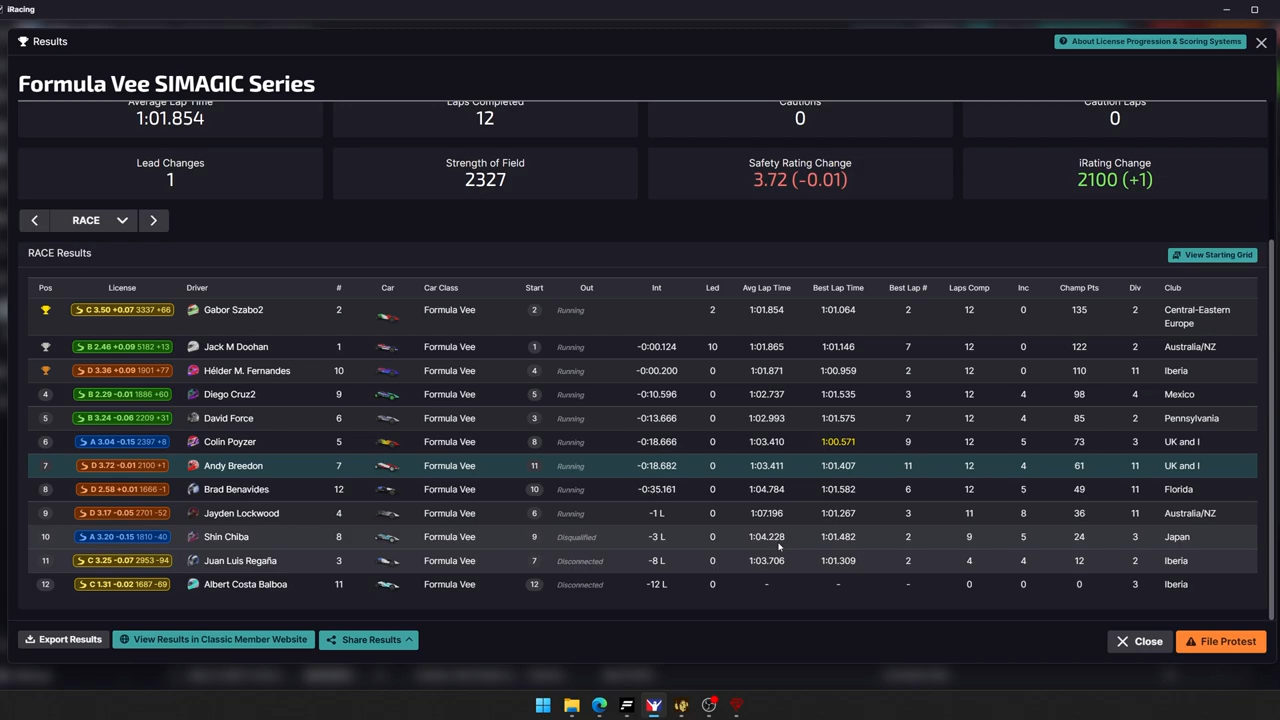 iRacing
Results
About License Progression & Scoring Systems
Formula Vee SIMAGIC Series
Average Lap Time Laps Completed Cautions Caution Laps
1:01.854 12 0 0
Lead Changes Strength of Field Safety Rating Change iRating Change
1 2327 3.72 (-0.01) 2100 (+1)
RACE
RACE Results
View Starting Grid
Pos License Driver # Car Car Class Start Out Int Led Avg Lap Time Best Lap Time Best Lap # Laps Comp Inc Champ Pts Div Club
C 3.50 +0.07 3337 +66 Gabor Szabo2 2 Formula Vee 2 Running 2 1:01.854 1:01.064 2 12 0 135 2 Central-Eastern
Europe
B 2.46 +0.09 5182 +13 Jack M Doohan 1 Formula Vee 1 Running -0:00.124 10 1:01.865 1:01.146 7 12 0 122 2 Australia/NZ
D 3.36 +0.09 1901 +77 Hélder M. Fernandes 10 Formula Vee 4 Running -0:00.200 0 1:01.871 1:00.959 2 12 0 110 11 Iberia
4 B 2.29 -0.01 1886 +60 Diego Cruz2 9 Formula Vee 5 Running -0:10.596 0 1:02.737 1:01.535 3 12 4 98 4 Mexico
5 B 3.24 -0.06 2209 +31 David Force 6 Formula Vee 3 Running -0:13.666 0 1:02.993 1:01.575 7 12 4 85 2 Pennsylvania
6 A 3.04 -0.15 2397 +8 Colin Poyzer 5 Formula Vee 8 Running -0:18.666 0 1:03.410 1:00.571 9 12 5 73 3 UK and I
7 D 3.72 -0.01 2100 +1 Andy Breedon 7 Formula Vee 11 Running -0:18.682 0 1:03.411 1:01.407 11 12 4 61 11 UK and I
8 D 2.58 +0.01 1666 -1 Brad Benavides 12 Formula Vee 10 Running -0:35.161 0 1:04.784 1:01.582 6 12 5 49 11 Florida
9 D 3.17 -0.05 2701 -52 Jayden Lockwood 4 Formula Vee 6 Running -1 L 0 1:07.196 1:01.267 3 11 8 36 11 Australia/NZ
10 A 3.20 -0.15 1810 -40 Shin Chiba 8 Formula Vee 9 Disqualified -3 L 0 1:04.228 1:01.482 2 9 5 24 3 Japan
11 C 3.25 -0.07 2953 -94 Juan Luis Regaña 3 Formula Vee 7 Disconnected -8 L 0 1:03.706 1:01.309 2 4 4 12 2 Iberia
12 C 1.31 -0.02 1687 -69 Albert Costa Balboa 11 Formula Vee 12 Disconnected -12 L 0 - - - 0 0 0 3 Iberia
Export Results View Results in Classic Member Website Share Results Close File Protest